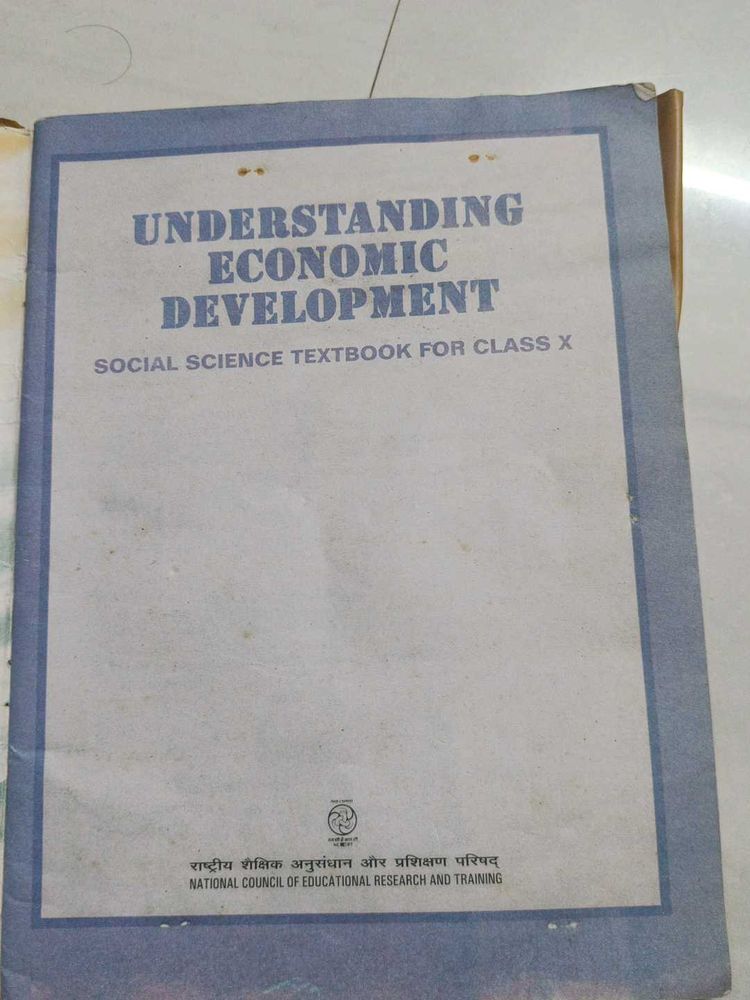 UNDERSTANDING
ECONOMIC
DEVELOPMENT
SOCIAL SCIENCE TEXTBOOK FOR CLASS X
राष्ट्रीय शैक्षिक अनुसंधान और प्रशिक्षण परिषद्
NATIONAL COUNCIL OF EDUCATIONAL RESEARCH AND TRAINING